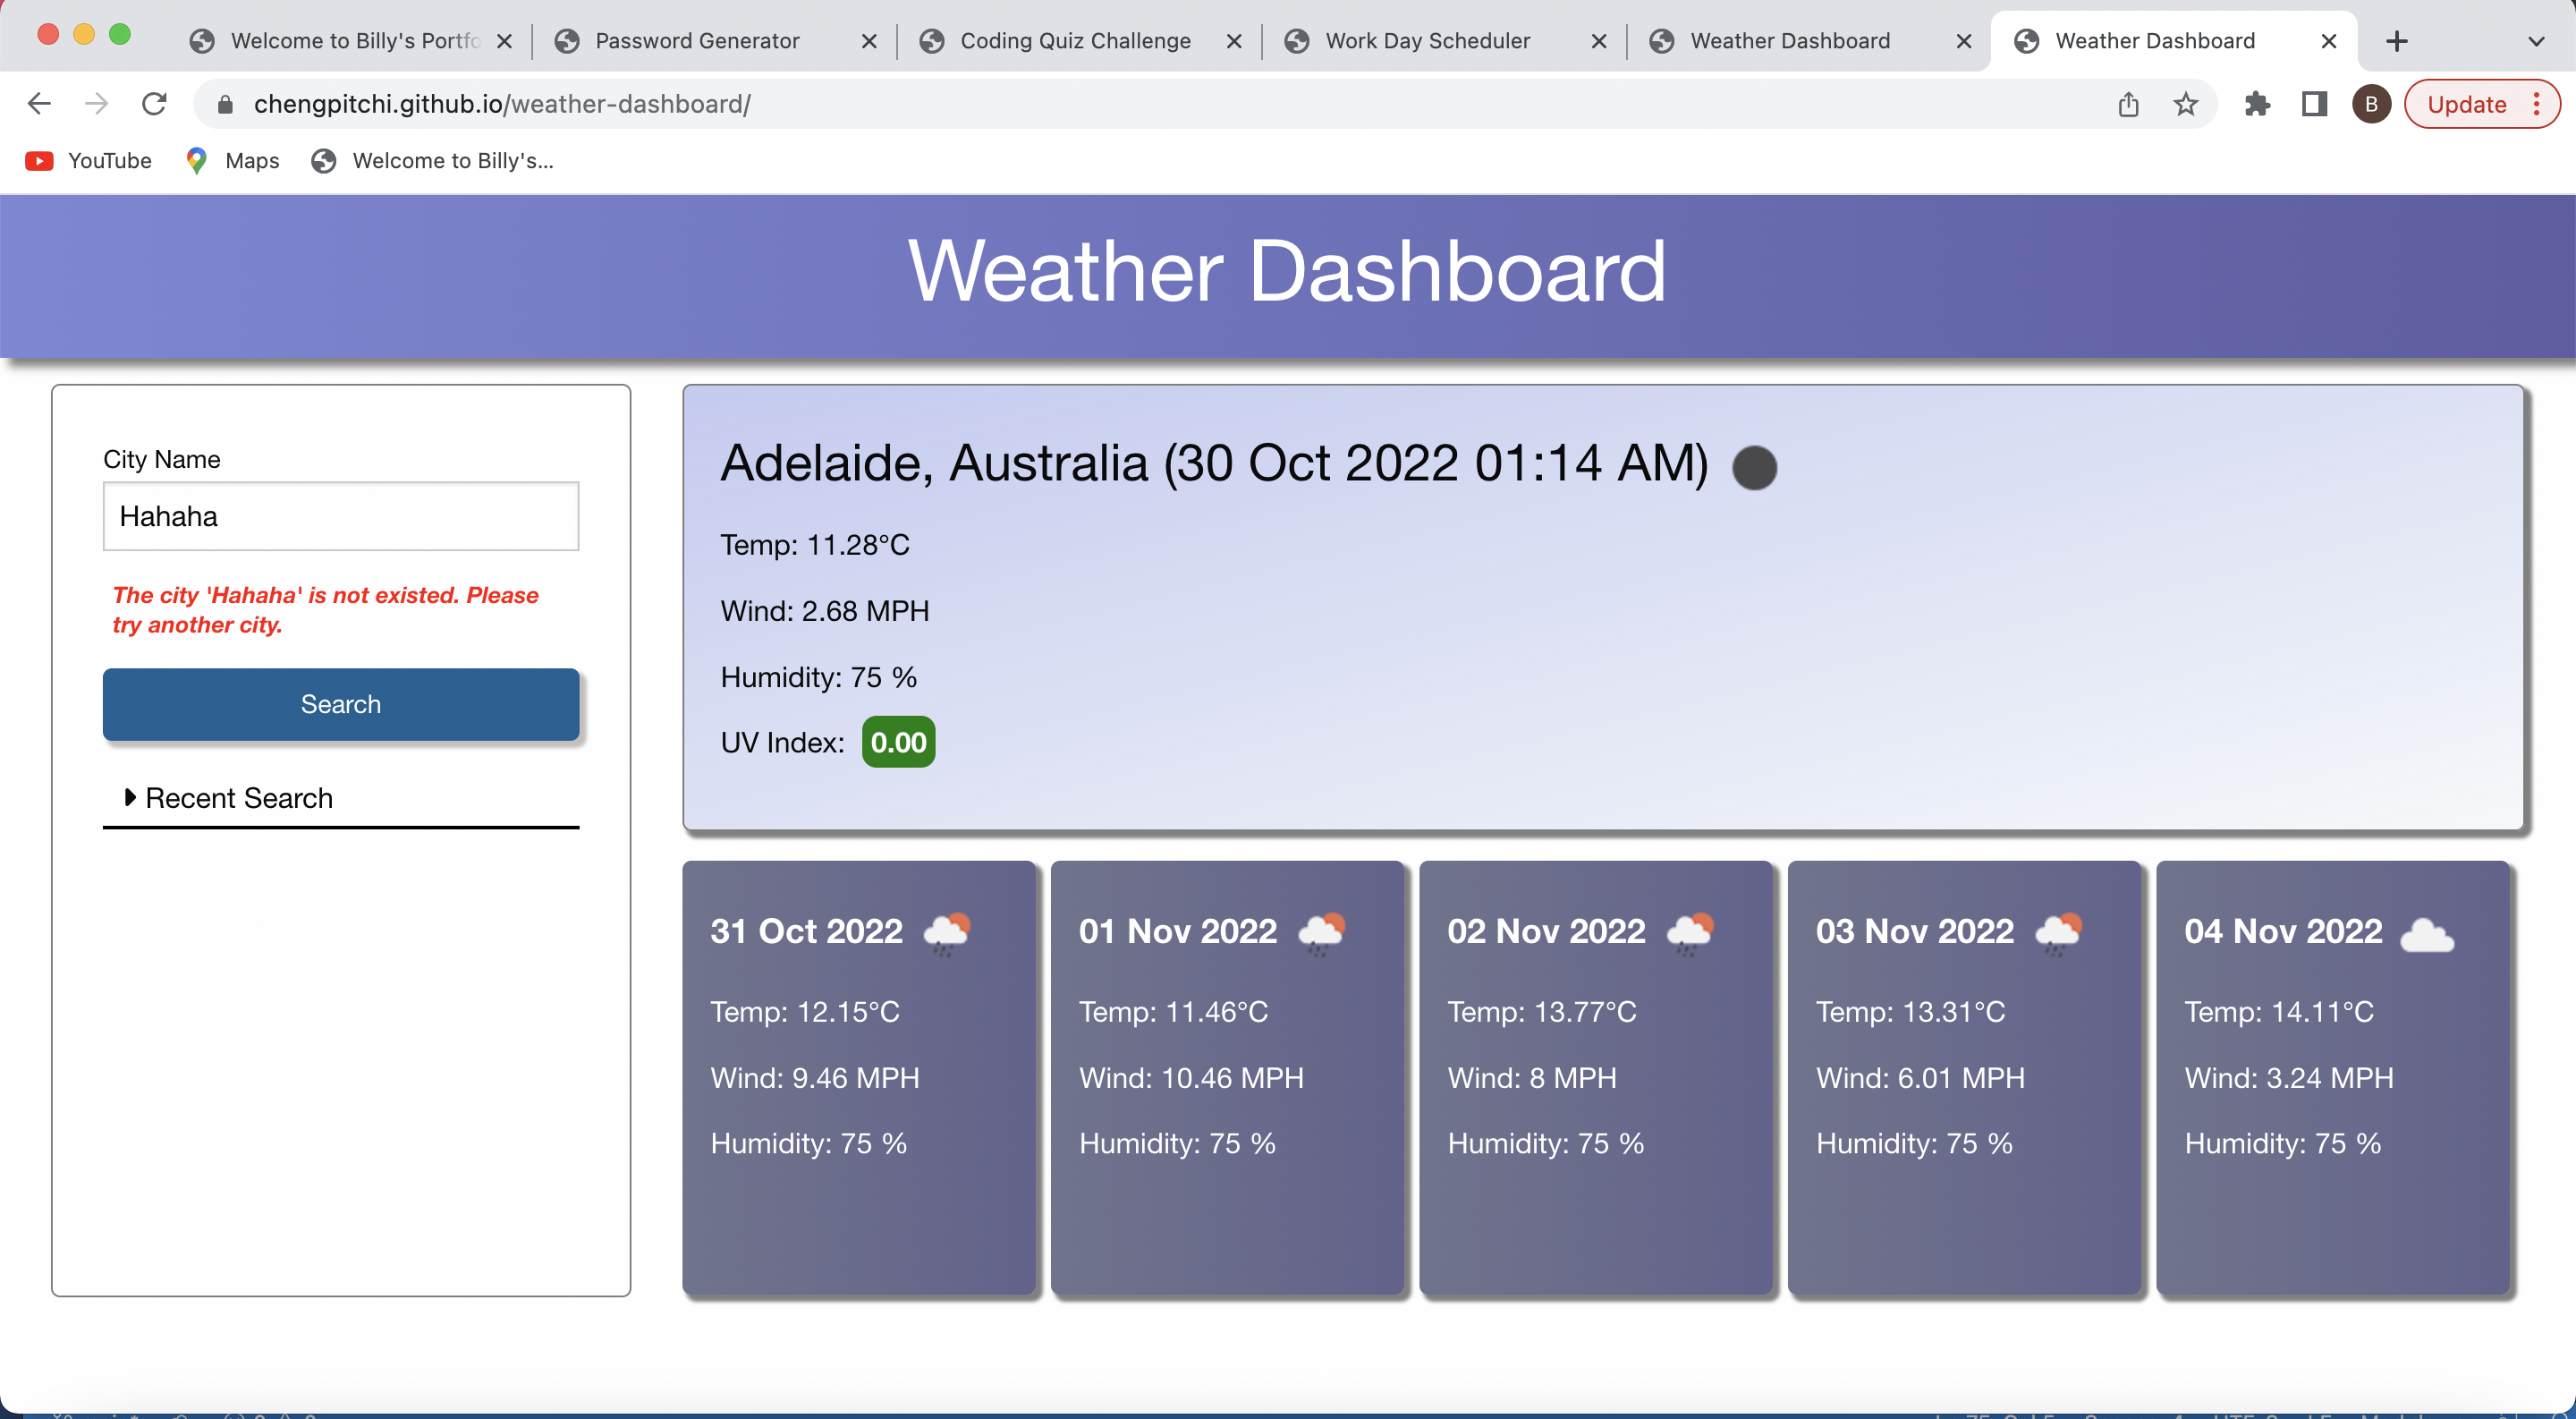 Welcome to Billy's Portfo
Password Generator
Coding Quiz Challenge
Work Day Scheduler
Weather Dashboard
Weather Dashboard
chengpitchi.github.io/weather-dashboard/
B
Update
YouTube
Maps
Welcome to Billy's...
Weather Dashboard
City Name
Hahaha
The city 'Hahaha' is not existed. Please
try another city.
Search
Recent Search
Adelaide, Australia (30 Oct 2022 01:14 AM)
Temp: 11.28°C
Wind: 2.68 MPH
Humidity: 75 %
UV Index: 0.00
31 Oct 2022
Temp: 12.15°C
Wind: 9.46 MPH
Humidity: 75 %
01 Nov 2022
Temp: 11.46°C
Wind: 10.46 MPH
Humidity: 75 %
02 Nov 2022
Temp: 13.77°C
Wind: 8 MPH
Humidity: 75 %
03 Nov 2022
Temp: 13.31°C
Wind: 6.01 MPH
Humidity: 75 %
04 Nov 2022
Temp: 14.11°C
Wind: 3.24 MPH
Humidity: 75 %